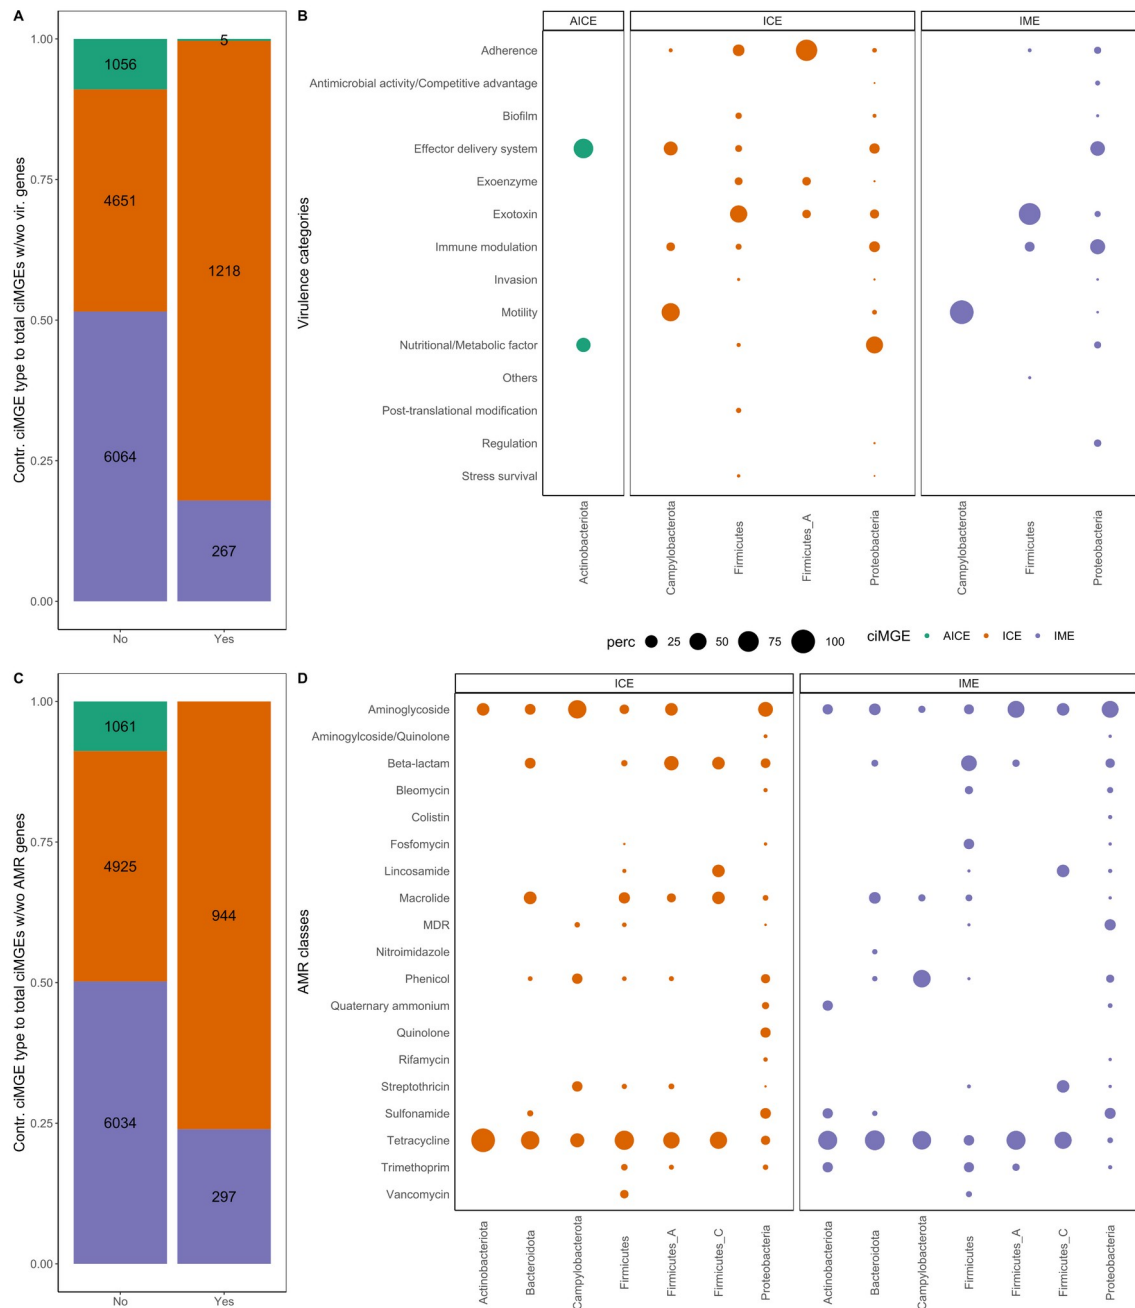 A
Contr. ciMGE type to total ciMGEs w/wo vir. genes
1.00
0.75
0.50
0.25
0.00
1056
4651
6064
5
1218
267
No
Yes
B
AICE
ICE
IME
Virulence categories
Adherence
Antimicrobial activity/Competitive advantage
Biofilm
Effector delivery system
Exoenzyme
Exotoxin
Immune modulation
Invasion
Motility
Nutritional/Metabolic factor
Others
Post-translational modification
Regulation
Stress survival
Actinobacteriota
Campylobacterota
Firmicutes
Firmicutes_A
Proteobacteria
Campylobacterota
Firmicutes
Proteobacteria
perc 25 50 75 100 ciMGE AICE ICE IME
C
Contr. ciMGE type to total ciMGEs w/wo AMR genes
1.00
0.75
0.50
0.25
0.00
1061
4925
6034
944
297
No
Yes
D
ICE
IME
AMR classes
Aminoglycoside
Aminogylcoside/Quinolone
Beta-lactam
Bleomycin
Colistin
Fosfomycin
Lincosamide
Macrolide
MDR
Nitroimidazole
Phenicol
Quaternary ammonium
Quinolone
Rifamycin
Streptothricin
Sulfonamide
Tetracycline
Trimethoprim
Vancomycin
Actinobacteriota
Bacteroidota
Campylobacterota
Firmicutes
Firmicutes_A
Firmicutes_C
Proteobacteria
Actinobacteriota
Bacteroidota
Campylobacterota
Firmicutes
Firmicutes_A
Firmicutes_C
Proteobacteria